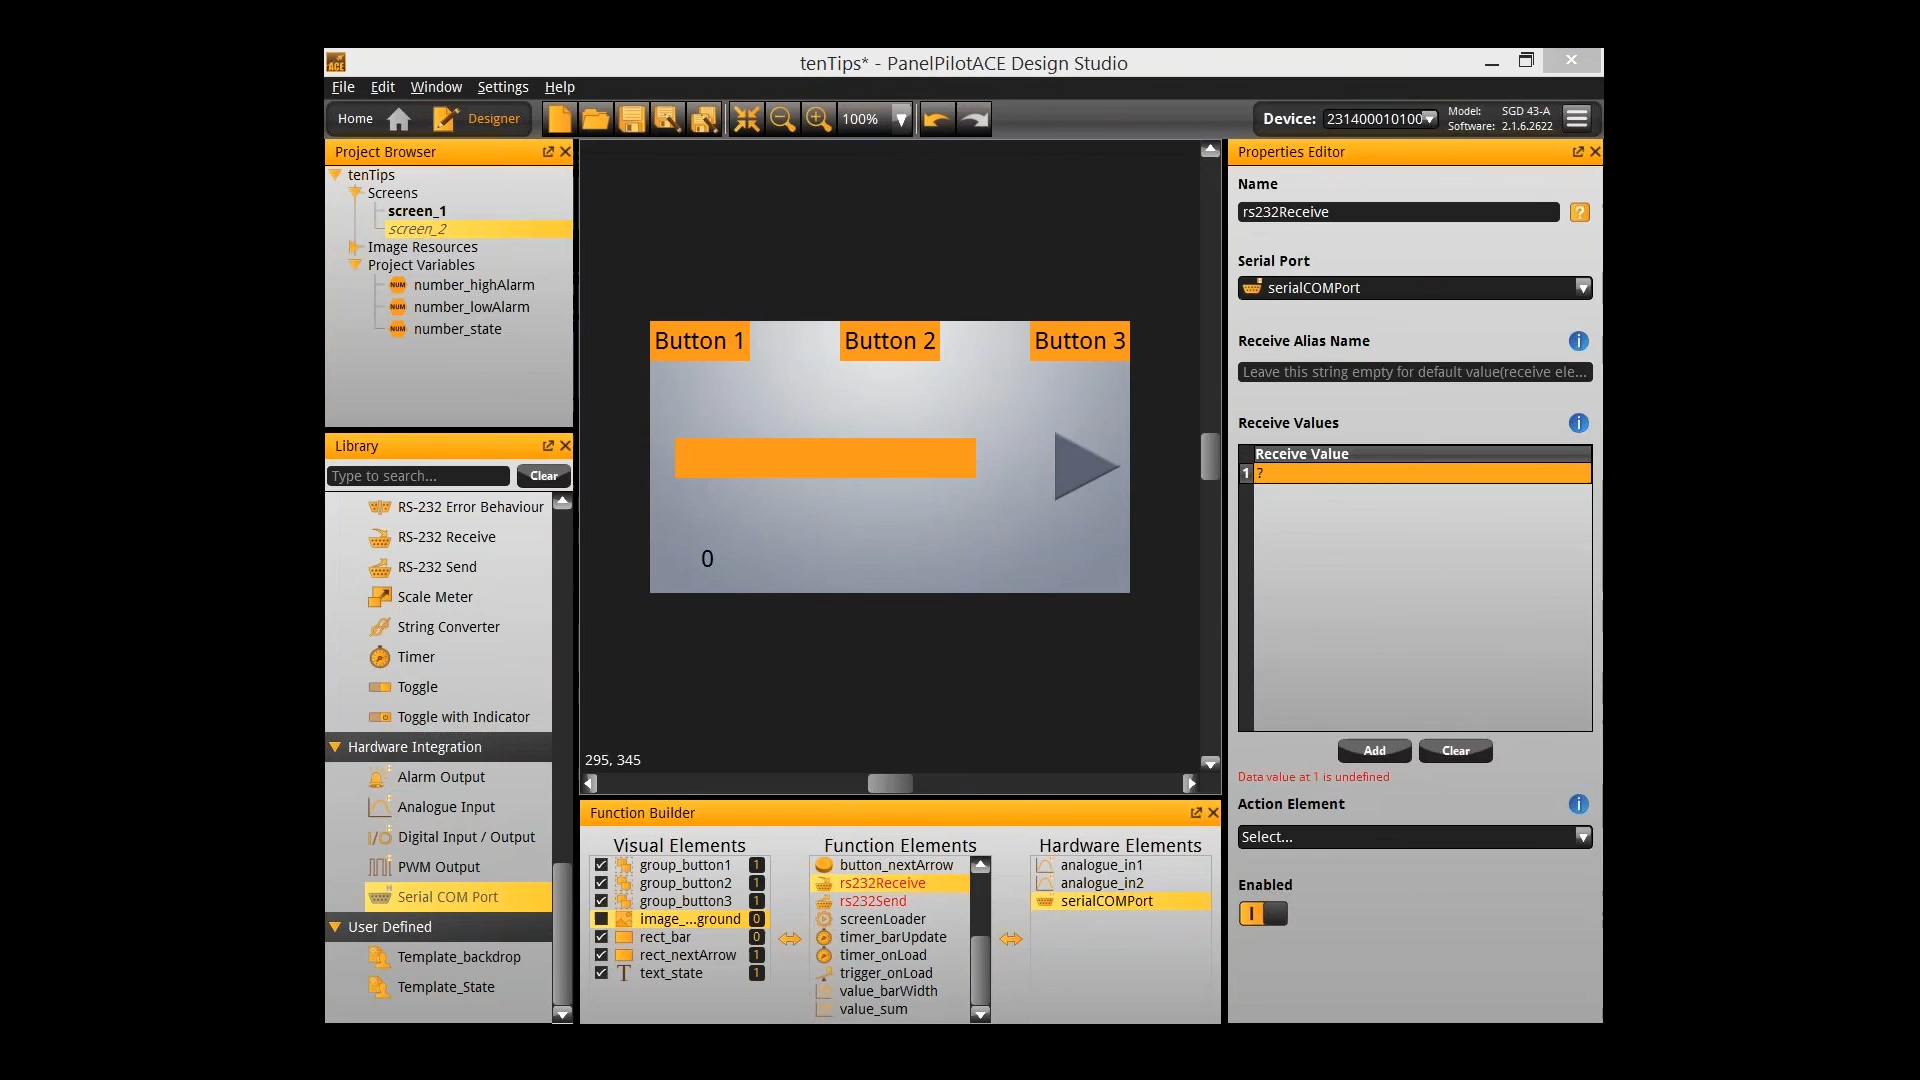 tenTips* - PanelPilotACE Design Studio
File Edit Window Settings Help
Home Designer 100% Device: 231400010100 Model: SGD 43-A
Software: 2.1.6.2622
Project Browser
tenTips
Screens
screen_1
screen_2
Image Resources
Project Variables
NUM number_highAlarm
NUM number_lowAlarm
NUM number_state
Library
Type to search... Clear
RS-232 Error Behaviour
RS-232 Receive
RS-232 Send
Scale Meter
String Converter
Timer
Toggle
Toggle with Indicator
Hardware Integration
Alarm Output
Analogue Input
Digital Input / Output
PWM Output
Serial COM Port
User Defined
Template_backdrop
Template_State
Button 1 Button 2 Button 3
0
295, 345
Function Builder
Visual Elements
group_button1 1
group_button2 1
group_button3 1
image_...ground 0
rect_bar 0
rect_nextArrow 1
text_state 1
Function Elements
button_nextArrow
rs232Receive
rs232Send
screenLoader
timer_barUpdate
timer_onLoad
trigger_onLoad
value_barWidth
value_sum
Hardware Elements
analogue_in1
analogue_in2
serialCOMPort
Properties Editor
Name
rs232Receive ?
Serial Port
serialCOMPort
Receive Alias Name
Leave this string empty for default value(receive ele...
Receive Values
Receive Value
1 ?
Add Clear
Data value at 1 is undefined
Action Element
Select...
Enabled